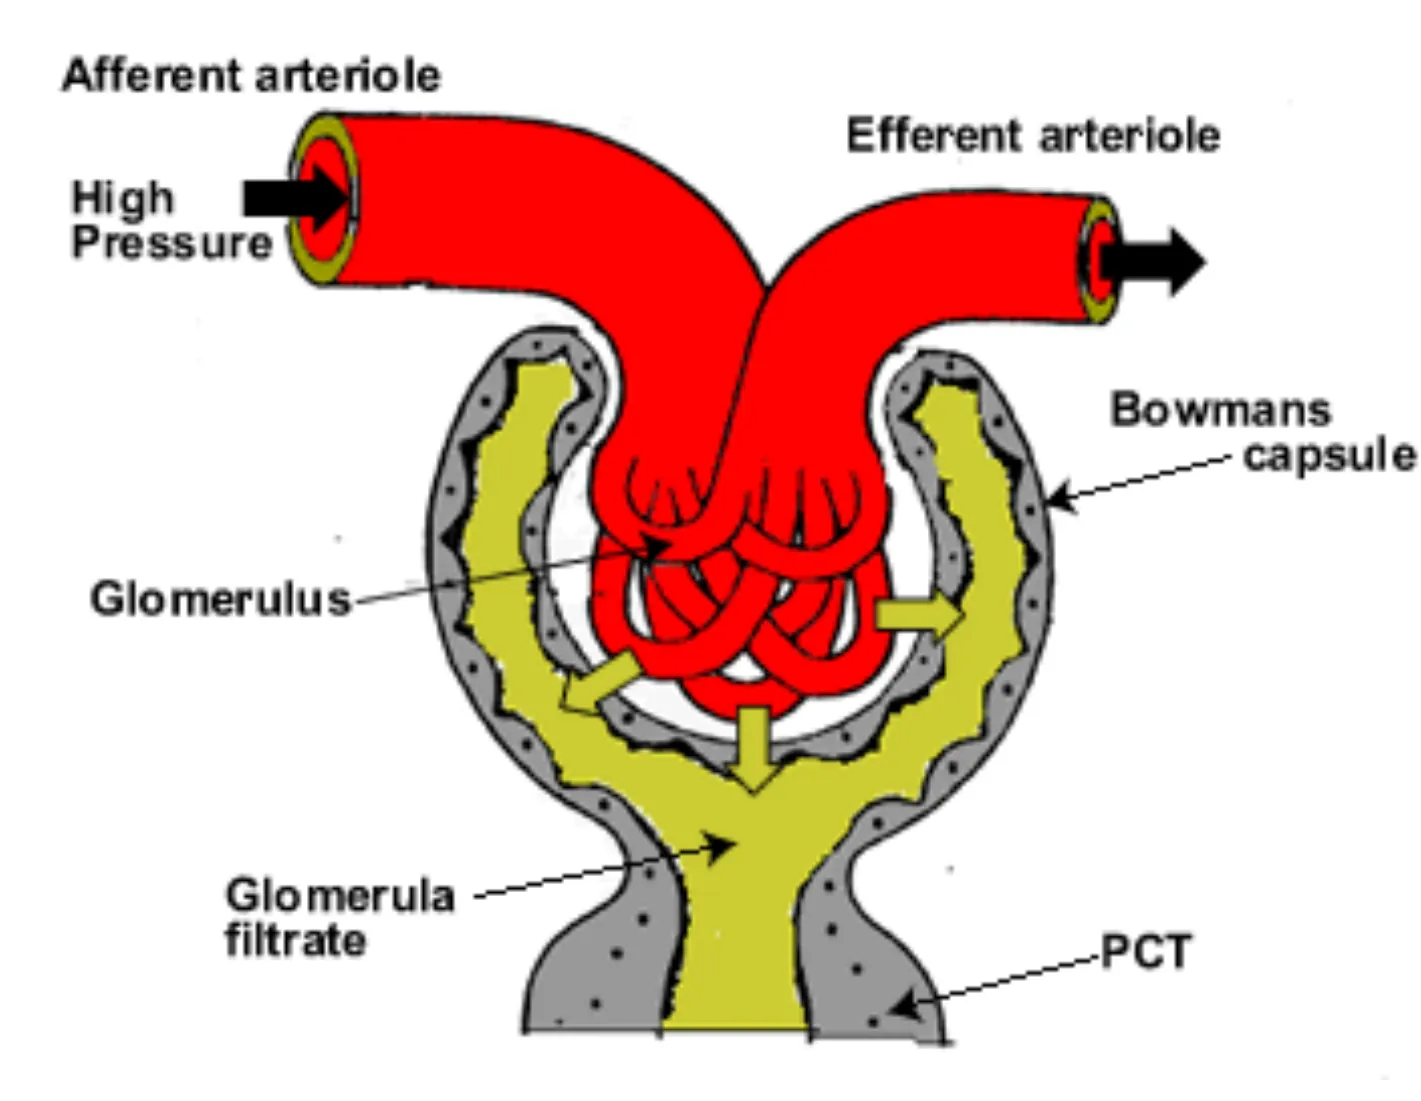 Afferent arteriole
Efferent arteriole
High
Pressure
Bowmans
capsule
Glomerulus
Glomerula
filtrate
PCT